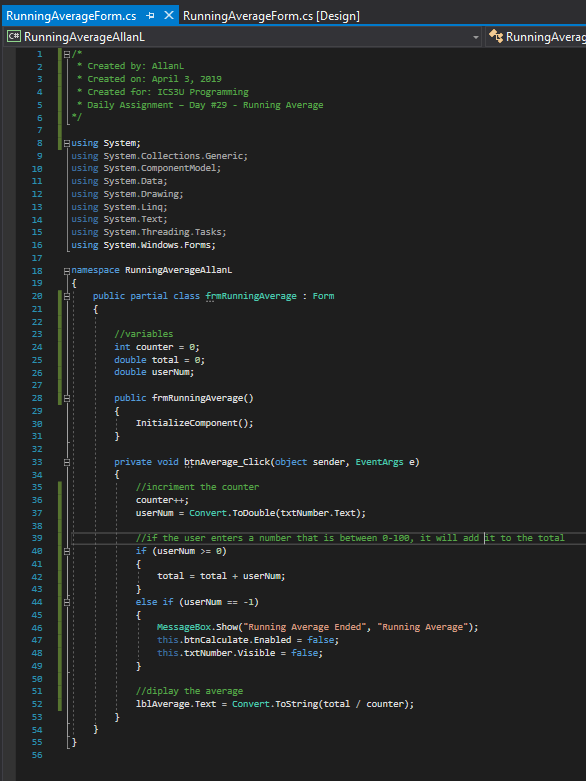 RunningAverageForm.cs RunningAverageForm.cs [Design]
C# RunningAverageAllanL RunningAverag
1 /*
2 * Created by: AllanL
3 * Created on: April 3, 2019
4 * Created for: ICS3U Programming
5 * Daily Assignment – Day #29 - Running Average
6 */
7
8 using System;
9 using System.Collections.Generic;
10 using System.ComponentModel;
11 using System.Data;
12 using System.Drawing;
13 using System.Linq;
14 using System.Text;
15 using System.Threading.Tasks;
16 using System.Windows.Forms;
17
18 namespace RunningAverageAllanL
19 {
20 public partial class frmRunningAverage : Form
21 {
22
23 //variables
24 int counter = 0;
25 double total = 0;
26 double userNum;
27
28 public frmRunningAverage()
29 {
30 InitializeComponent();
31 }
32
33 private void btnAverage_Click(object sender, EventArgs e)
34 {
35 //incriment the counter
36 counter++;
37 userNum = Convert.ToDouble(txtNumber.Text);
38
39 //if the user enters a number that is between 0-100, it will add it to the total
40 if (userNum >= 0)
41 {
42 total = total + userNum;
43 }
44 else if (userNum == -1)
45 {
46 MessageBox.Show("Running Average Ended", "Running Average");
47 this.btnCalculate.Enabled = false;
48 this.txtNumber.Visible = false;
49 }
50
51 //diplay the average
52 lblAverage.Text = Convert.ToString(total / counter);
53 }
54 }
55 }
56